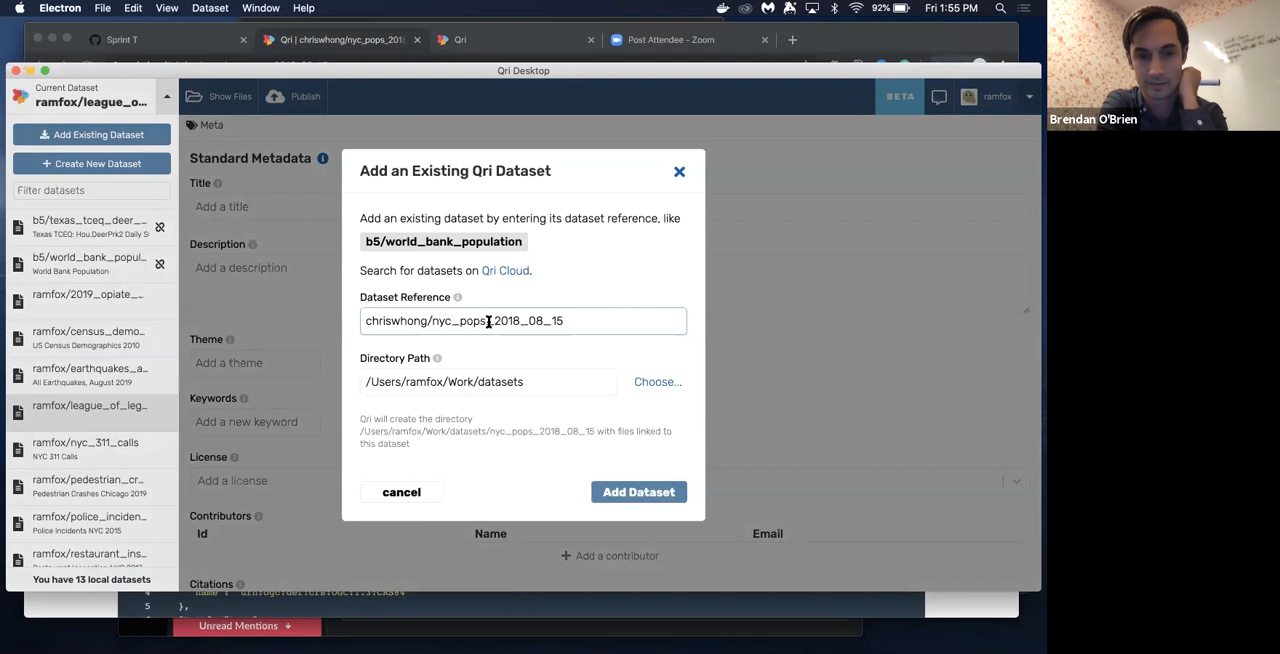 Electron File Edit View Dataset Window Help 92% Fri 1:55 PM
Sprint T Qri | chriswhong/nyc_pops_201 Qri Post Attendee - Zoom
Qri Desktop
Current Dataset
ramfox/league_o...
Show Files Publish BETA ramfox
Add Existing Dataset
Create New Dataset
Filter datasets
b5/texas_tceq_deer_...
Texas TCEQ: Hou.DeerPrk2 Daily S
b5/world_bank_popul...
World Bank Population
ramfox/2019_opiate_...
ramfox/census_demo...
US Census Demographics 2010
ramfox/earthquakes_a...
All Earthquakes, August 2019
ramfox/league_of_leg...
ramfox/nyc_311_calls
NYC 311 Calls
ramfox/pedestrian_cr...
Pedestrian Crashes Chicago 2019
ramfox/police_inciden...
Police Incidents NYC 2015
ramfox/restaurant_ins...
You have 13 local datasets
Meta
Standard Metadata
Title
Add a title
Description
Add a description
Theme
Add a theme
Keywords
Add a new keyword
License
Add a license
Contributors
Id Name Email
Add a contributor
Citations
Add an Existing Qri Dataset
Add an existing dataset by entering its dataset reference, like
b5/world_bank_population
Search for datasets on Qri Cloud.
Dataset Reference
chriswhong/nyc_pops_2018_08_15
Directory Path
/Users/ramfox/Work/datasets
Choose...
Qri will create the directory
/Users/ramfox/Work/datasets/nyc_pops_2018_08_15 with files linked to
this dataset
cancel Add Dataset
5 },
Unread Mentions
Brendan O'Brien